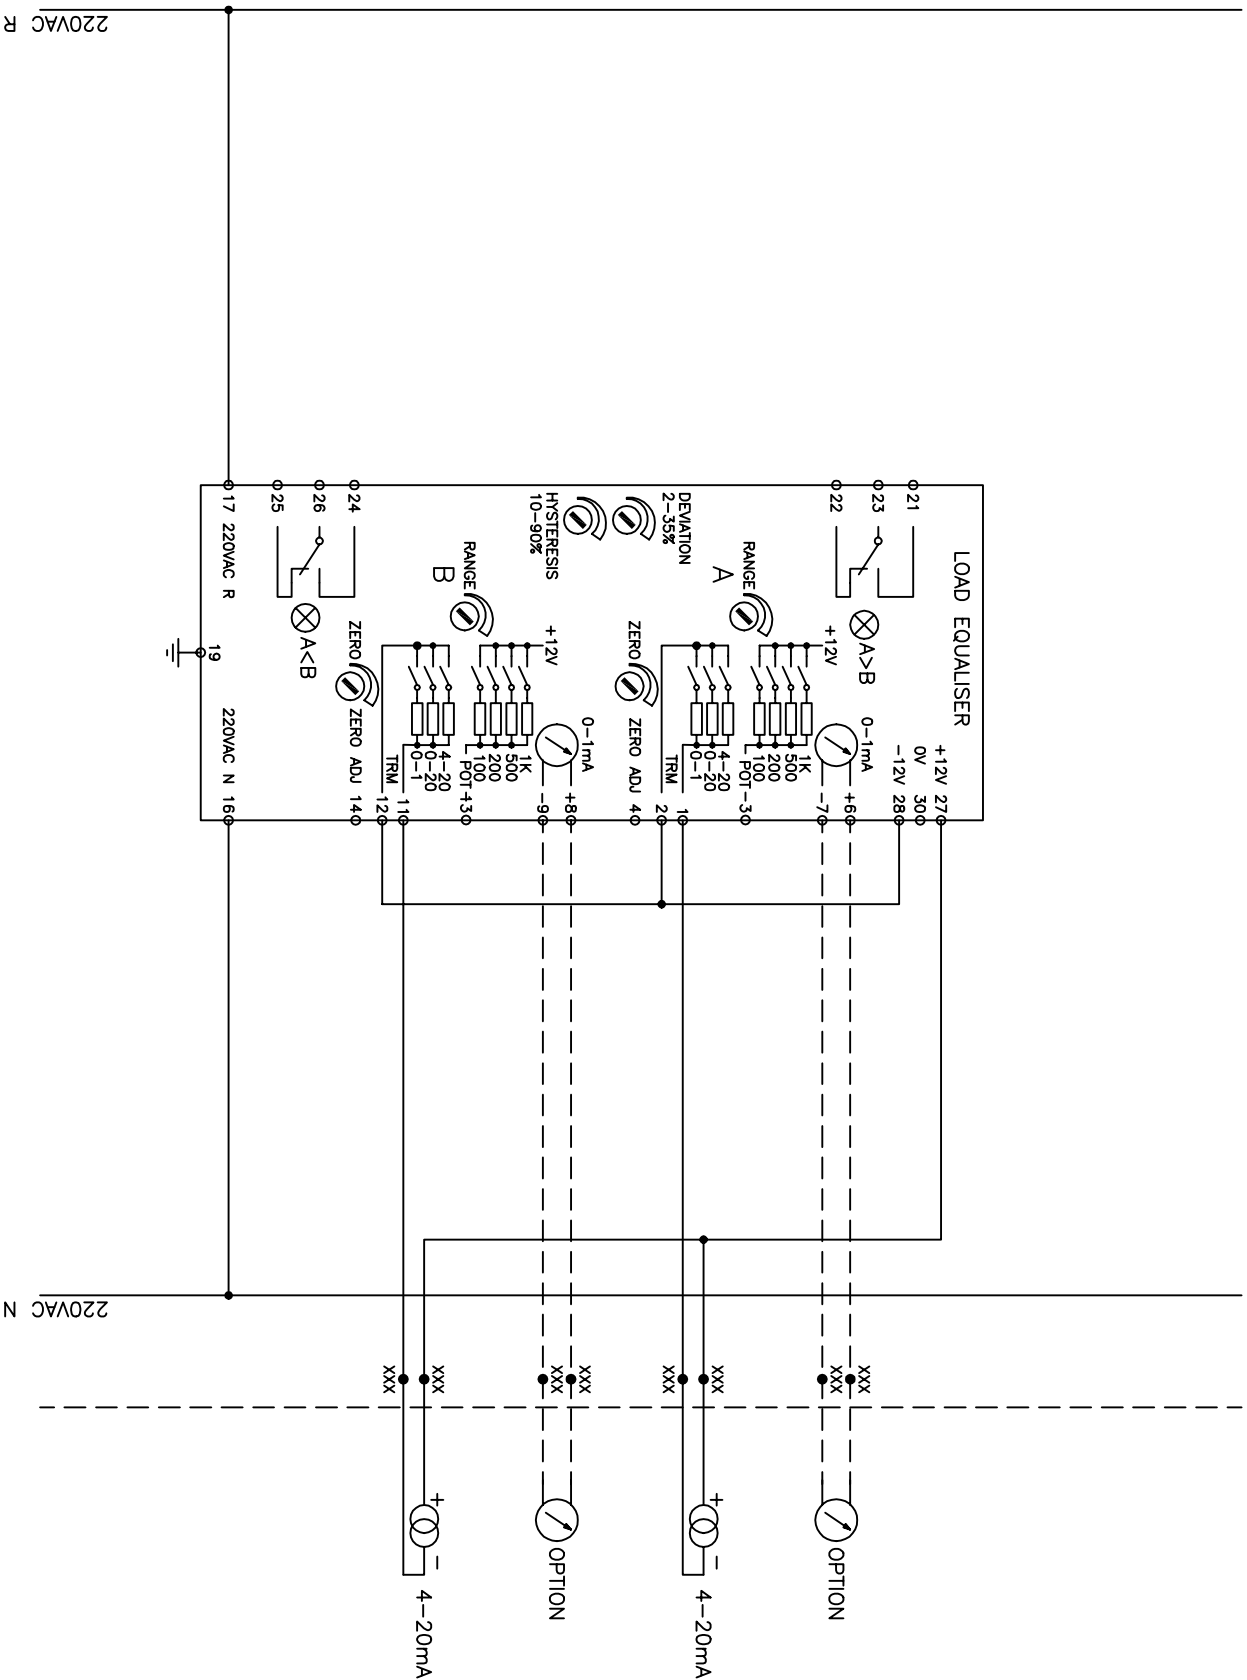 220VAC R
LOAD EQUALISER
21
23
22
A>B
+12V 27
0V 30
-12V 28
+6
-7
0-1mA
OPTION
XXX
XXX
DEVIATION
2-35%
HYSTERESIS
10-90%
RANGE
A
+12V
1K
500
200
100
POT-3
4-20
0-20
0-1
TRM
1
2
ZERO
ZERO ADJ 4
XXX
XXX
+
-
4-20mA
0-1mA
+8
-9
XXX
XXX
OPTION
RANGE
B
+12V
1K
500
200
100
POT-13
4-20
0-20
0-1
TRM
11
12
ZERO
ZERO ADJ 14
XXX
XXX
+
-
4-20mA
24
26
25
A<B
17 220VAC R
19
220VAC N 16
220VAC N